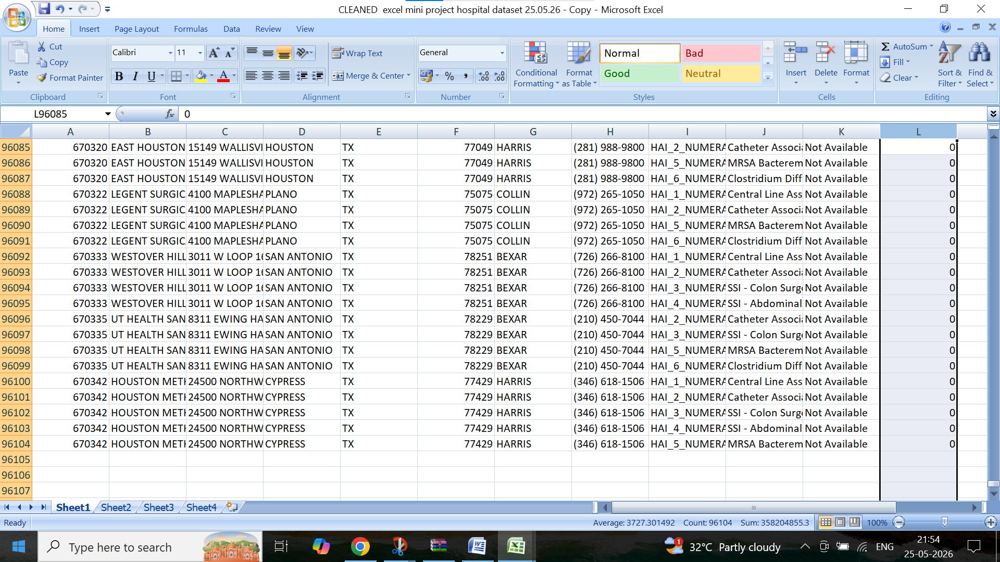 CLEANED  excel mini project hospital dataset 25.05.26 - Copy - Microsoft Excel
Home Insert Page Layout Formulas Data Review View
Paste Cut Copy Format Painter Clipboard
Calibri 11 A A B I U A Font
Wrap Text Merge & Center Alignment
General % , .00 .00 Number
Conditional Formatting Format as Table Normal Bad Good Neutral Styles
Insert Delete Format Cells
Σ AutoSum Fill Clear Sort & Filter Find & Select Editing
L96085 fx 0
A B C D E F G H I J K L
96085 670320 EAST HOUSTON 15149 WALLISVI HOUSTON TX 77049 HARRIS (281) 988-9800 HAI_2_NUMERA Catheter Associa Not Available 0
96086 670320 EAST HOUSTON 15149 WALLISVI HOUSTON TX 77049 HARRIS (281) 988-9800 HAI_5_NUMERA MRSA Bacterem Not Available 0
96087 670320 EAST HOUSTON 15149 WALLISVI HOUSTON TX 77049 HARRIS (281) 988-9800 HAI_6_NUMERA Clostridium Diff Not Available 0
96088 670322 LEGENT SURGIC 4100 MAPLESHA PLANO TX 75075 COLLIN (972) 265-1050 HAI_1_NUMERA Central Line Ass Not Available 0
96089 670322 LEGENT SURGIC 4100 MAPLESHA PLANO TX 75075 COLLIN (972) 265-1050 HAI_2_NUMERA Catheter Associa Not Available 0
96090 670322 LEGENT SURGIC 4100 MAPLESHA PLANO TX 75075 COLLIN (972) 265-1050 HAI_5_NUMERA MRSA Bacterem Not Available 0
96091 670322 LEGENT SURGIC 4100 MAPLESHA PLANO TX 75075 COLLIN (972) 265-1050 HAI_6_NUMERA Clostridium Diff Not Available 0
96092 670333 WESTOVER HILL 3011 W LOOP 16 SAN ANTONIO TX 78251 BEXAR (726) 266-8100 HAI_1_NUMERA Central Line Ass Not Available 0
96093 670333 WESTOVER HILL 3011 W LOOP 16 SAN ANTONIO TX 78251 BEXAR (726) 266-8100 HAI_2_NUMERA Catheter Associa Not Available 0
96094 670333 WESTOVER HILL 3011 W LOOP 16 SAN ANTONIO TX 78251 BEXAR (726) 266-8100 HAI_3_NUMERA SSI - Colon Surge Not Available 0
96095 670333 WESTOVER HILL 3011 W LOOP 16 SAN ANTONIO TX 78251 BEXAR (726) 266-8100 HAI_4_NUMERA SSI - Abdominal Not Available 0
96096 670335 UT HEALTH SAN 8311 EWING HA SAN ANTONIO TX 78229 BEXAR (210) 450-7044 HAI_2_NUMERA Catheter Associa Not Available 0
96097 670335 UT HEALTH SAN 8311 EWING HA SAN ANTONIO TX 78229 BEXAR (210) 450-7044 HAI_3_NUMERA SSI - Colon Surge Not Available 0
96098 670335 UT HEALTH SAN 8311 EWING HA SAN ANTONIO TX 78229 BEXAR (210) 450-7044 HAI_5_NUMERA MRSA Bacterem Not Available 0
96099 670335 UT HEALTH SAN 8311 EWING HA SAN ANTONIO TX 78229 BEXAR (210) 450-7044 HAI_6_NUMERA Clostridium Diff Not Available 0
96100 670342 HOUSTON METH 24500 NORTHW CYPRESS TX 77429 HARRIS (346) 618-1506 HAI_1_NUMERA Central Line Ass Not Available 0
96101 670342 HOUSTON METH 24500 NORTHW CYPRESS TX 77429 HARRIS (346) 618-1506 HAI_2_NUMERA Catheter Associa Not Available 0
96102 670342 HOUSTON METH 24500 NORTHW CYPRESS TX 77429 HARRIS (346) 618-1506 HAI_3_NUMERA SSI - Colon Surge Not Available 0
96103 670342 HOUSTON METH 24500 NORTHW CYPRESS TX 77429 HARRIS (346) 618-1506 HAI_4_NUMERA SSI - Abdominal Not Available 0
96104 670342 HOUSTON METH 24500 NORTHW CYPRESS TX 77429 HARRIS (346) 618-1506 HAI_5_NUMERA MRSA Bacterem Not Available 0
96105
96106
96107
Sheet1 Sheet2 Sheet3 Sheet4
Ready Average: 3727.301492 Count: 96104 Sum: 358204855.3 100%
Type here to search 1 32°C Partly cloudy ENG 21:54
25-05-2026